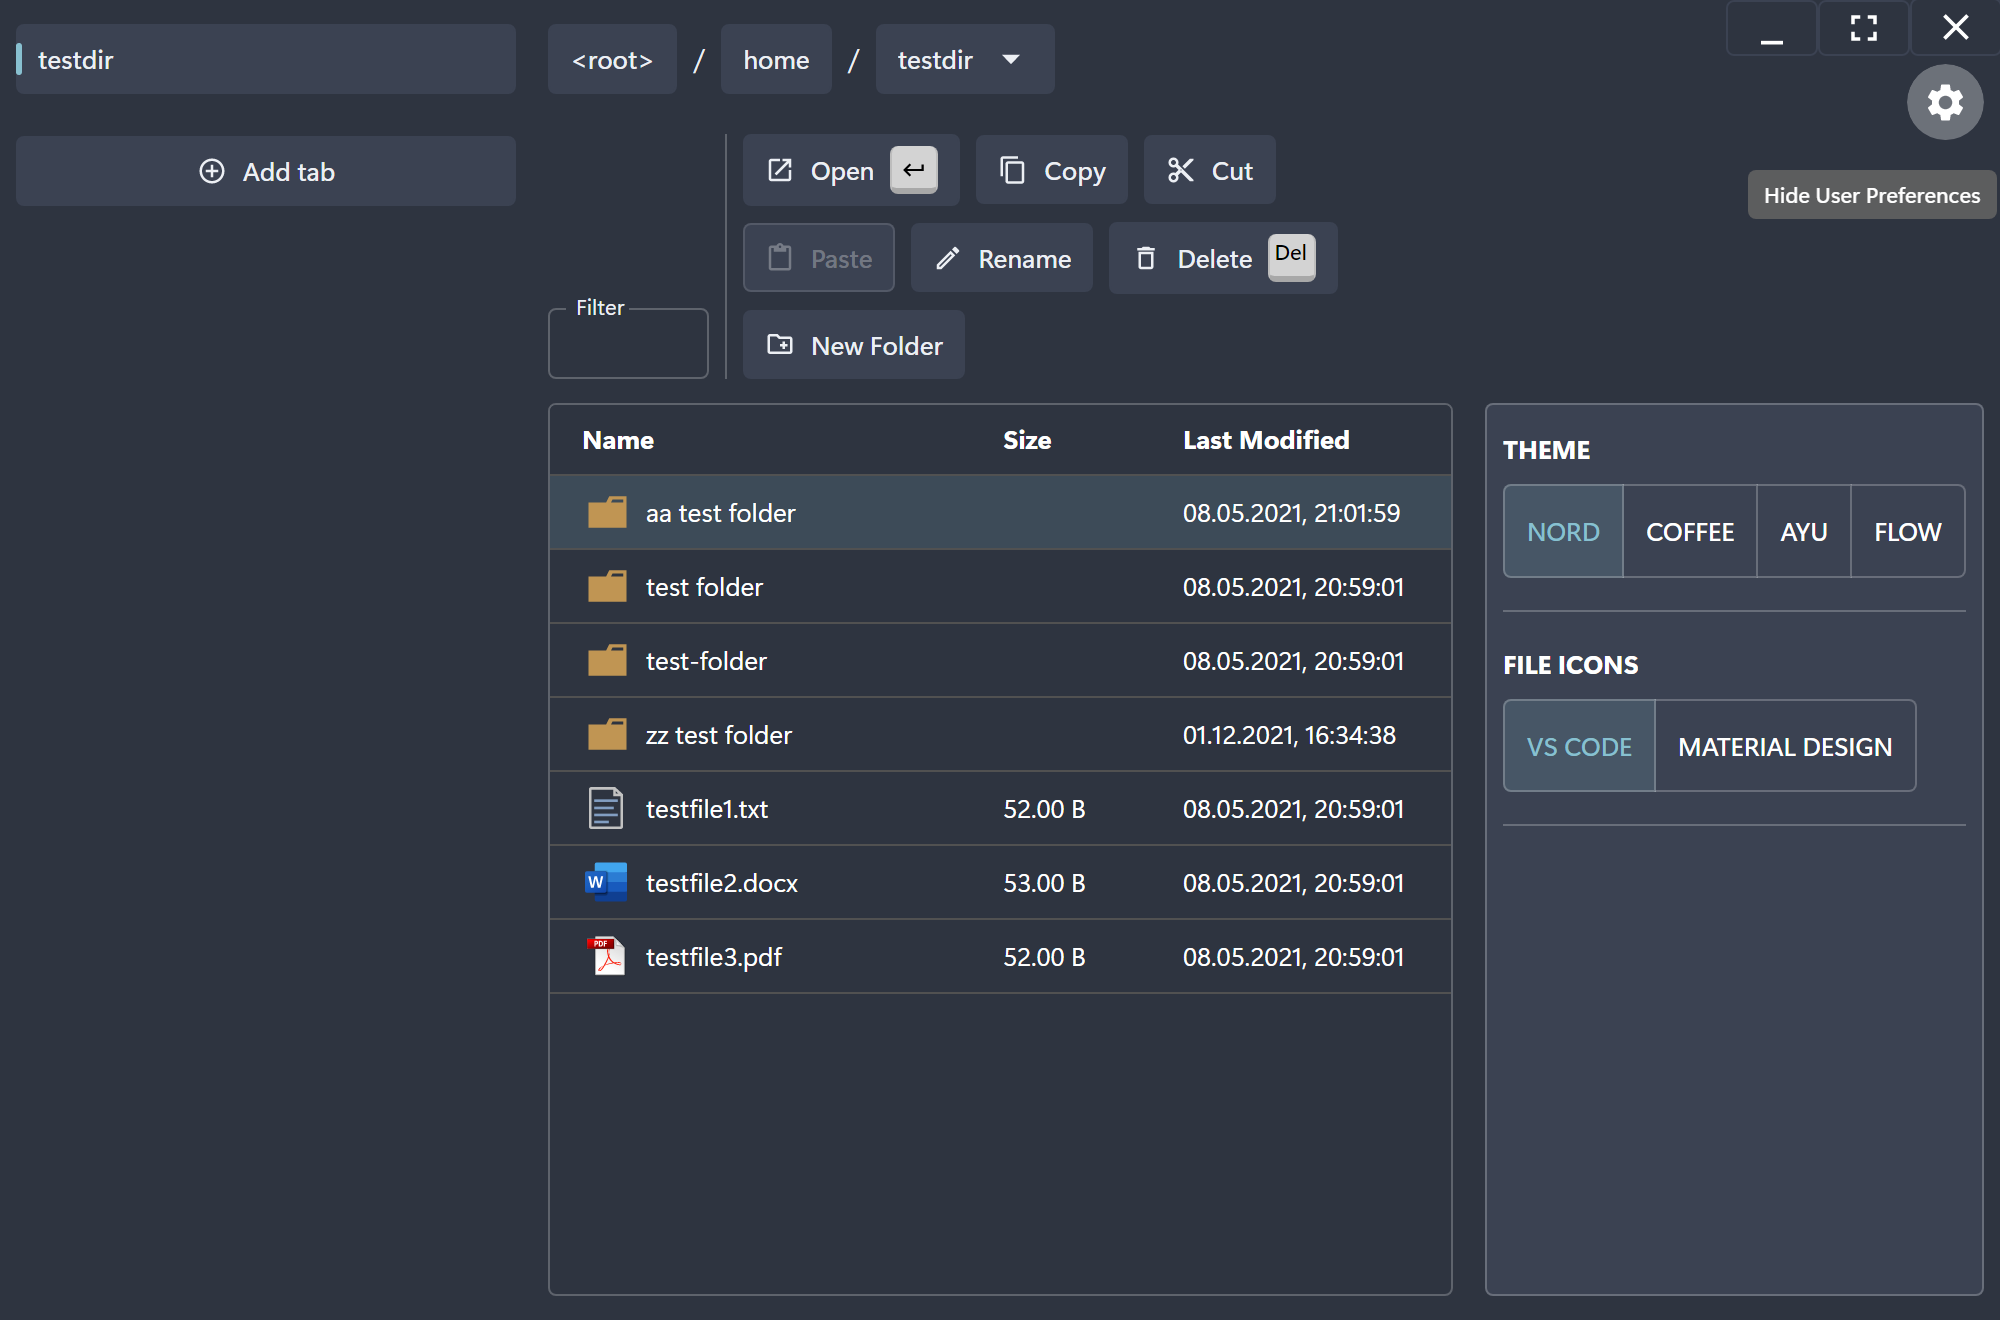 testdir
<root> / home / testdir
Add tab
Open Copy Cut
Hide User Preferences
Paste Rename Delete Del
Filter
New Folder
Name Size Last Modified
aa test folder 08.05.2021, 21:01:59
test folder 08.05.2021, 20:59:01
test-folder 08.05.2021, 20:59:01
zz test folder 01.12.2021, 16:34:38
testfile1.txt 52.00 B 08.05.2021, 20:59:01
W testfile2.docx 53.00 B 08.05.2021, 20:59:01
PDF testfile3.pdf 52.00 B 08.05.2021, 20:59:01
THEME
NORD COFFEE AYU FLOW
FILE ICONS
VS CODE MATERIAL DESIGN